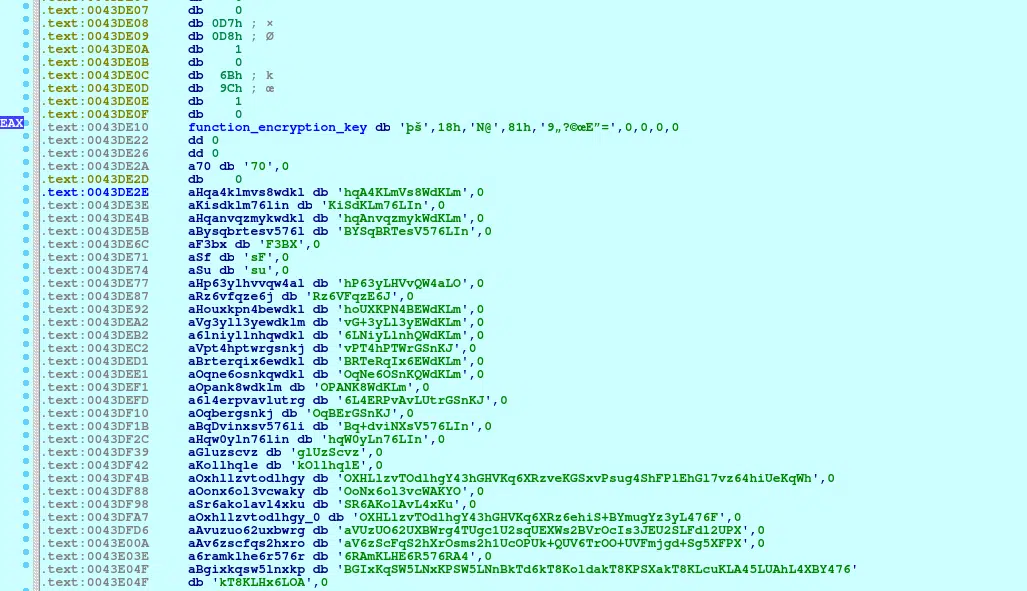 .text:0043DE07 db 0
.text:0043DE08 db 0D7h ; ×
.text:0043DE09 db 0D8h ; Ø
.text:0043DE0A db 1
.text:0043DE0B db 0
.text:0043DE0C db 6Bh ; k
.text:0043DE0D db 9Ch ; œ
.text:0043DE0E db 1
.text:0043DE0F db 0
EAX .text:0043DE10 function_encryption_key db 'þš',18h,'N@',81h,'9„?©œE”=',0,0,0,0
.text:0043DE22 dd 0
.text:0043DE26 dd 0
.text:0043DE2A a70 db '70',0
.text:0043DE2D db 0
.text:0043DE2E aHqa4klmvs8wdkl db 'hqA4KLmVs8WdKLm',0
.text:0043DE3E aKisdklm76lin db 'KiSdKLm76LIn',0
.text:0043DE4B aHqanvqzmykwdkl db 'hqAnvqzmykWdKLm',0
.text:0043DE5B aBysqbrtesv576l db 'BYSqBRTesV576LIn',0
.text:0043DE6C aF3bx db 'F3BX',0
.text:0043DE71 aSf db 'sF',0
.text:0043DE74 aSu db 'su',0
.text:0043DE77 aHp63ylhvvqw4al db 'hP63yLHVvQW4aLO',0
.text:0043DE87 aRz6vfqze6j db 'Rz6VFqzE6J',0
.text:0043DE92 aHouxkpn4bewdkl db 'hoUXKPN4BEWdKLm',0
.text:0043DEA2 aVg3yll3yewdklm db 'vG+3yLl3yEWdKLm',0
.text:0043DEB2 a6lniyllnhqwdkl db '6LNiyLlnhQWdKLm',0
.text:0043DEC2 aVpt4hptwrgsnkj db 'vPT4hPTWrGSnKJ',0
.text:0043DED1 aBrterqix6ewdkl db 'BRTeRqIx6EWdKLm',0
.text:0043DEE1 aOqne6osnkqwdkl db 'OqNe6OSnKQWdKLm',0
.text:0043DEF1 aOpank8wdklm db 'OPANK8WdKLm',0
.text:0043DEFD a6l4erpvavlutrg db '6L4ERPvAvLUtrGSnKJ',0
.text:0043DF10 aOqbergsnkj db 'OqBErGSnKJ',0
.text:0043DF1B aBqDvinxsv576li db 'Bq+dviNXsV576LIn',0
.text:0043DF2C aHqw0yln76lin db 'hqW0yLn76LIn',0
.text:0043DF39 aGluzscvz db 'glUzScvz',0
.text:0043DF42 aKollhqle db 'kOllhqlE',0
.text:0043DF4B aOxhllzvtodlhgy db 'OXHLlzvTOdlhgY43hGHVKq6XRzveKGSxvPsug4ShFPlEhGl7vz64hiUeKqWh',0
.text:0043DF88 aOonx6ol3vcwaky db 'OoNx6ol3vcWAKYO',0
.text:0043DF98 aSr6akolavl4xku db 'SR6AKolAvL4xKu',0
.text:0043DFA7 aOxhllzvtodlhgy_0 db 'OXHLlzvTOdlhgY43hGHVKq6XRz6ehiS+BYmugYz3yL476F',0
.text:0043DFD6 aAvuzuo62uxbwrg db 'aVUzUO62UXBWrg4TUgc1U2sqUEXWs2BVrOcIs3JEU2SLFdl2UPX',0
.text:0043E00A aAv6zscfqs2hxro db 'aV6zScFqS2hXrOsms2h1UcOPUk+QUV6TrOO+UVFmjgd+Sg5XFPX',0
.text:0043E03E a6ramklhe6r576r db '6RAmKLHE6R576RA4',0
.text:0043E04F aBgixkqsw5lnxkp db 'BGIxKqSW5LNxKPSW5LNnBkTd6kT8KoldakT8KPSXakT8KLcuKLA45LUAhL4XBY476'
.text:0043E04F db 'kT8KLHx6LOA',0